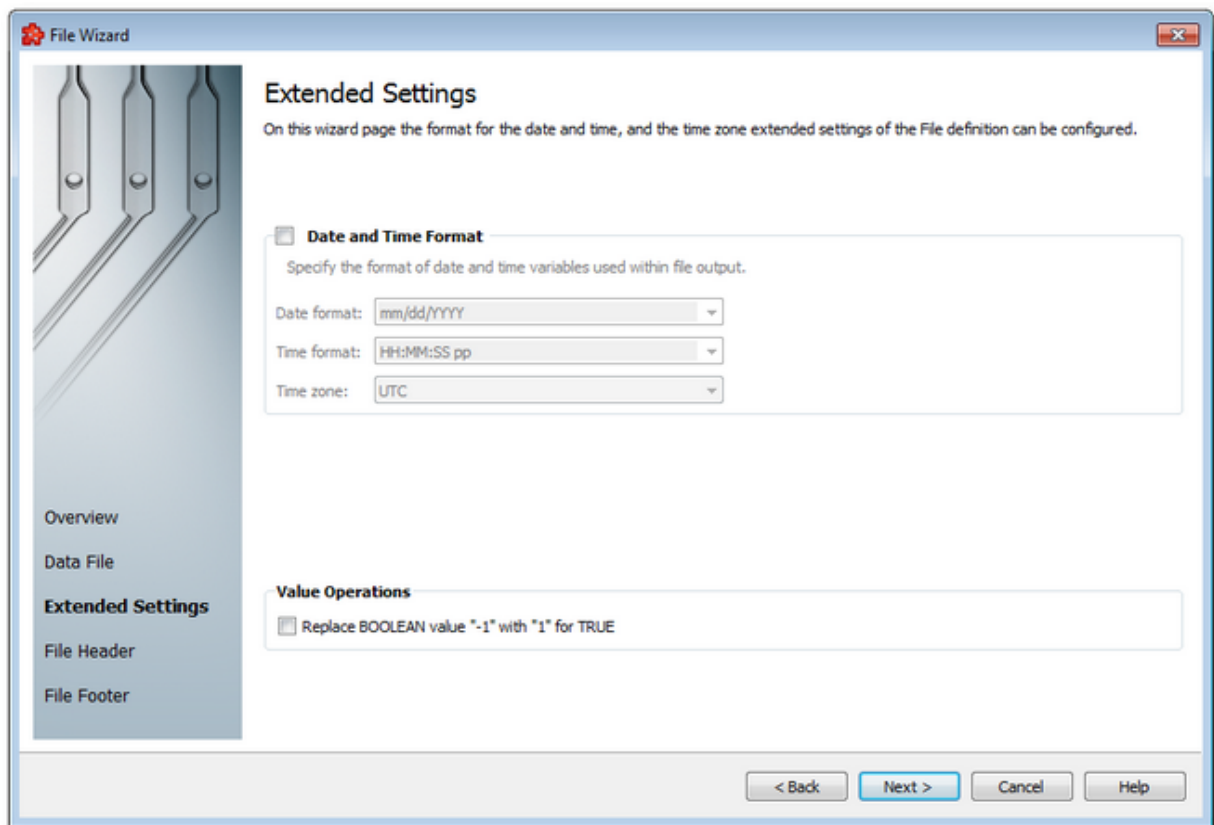 File Wizard
Extended Settings
On this wizard page the format for the date and time, and the time zone extended settings of the File definition can be configured.
Date and Time Format
Specify the format of date and time variables used within file output.
Date format: mm/dd/YYYY
Time format: HH:MM:SS pp
Time zone: UTC
Overview
Data File
Extended Settings
File Header
File Footer
Value Operations
Replace BOOLEAN value "-1" with "1" for TRUE
< Back Next > Cancel Help